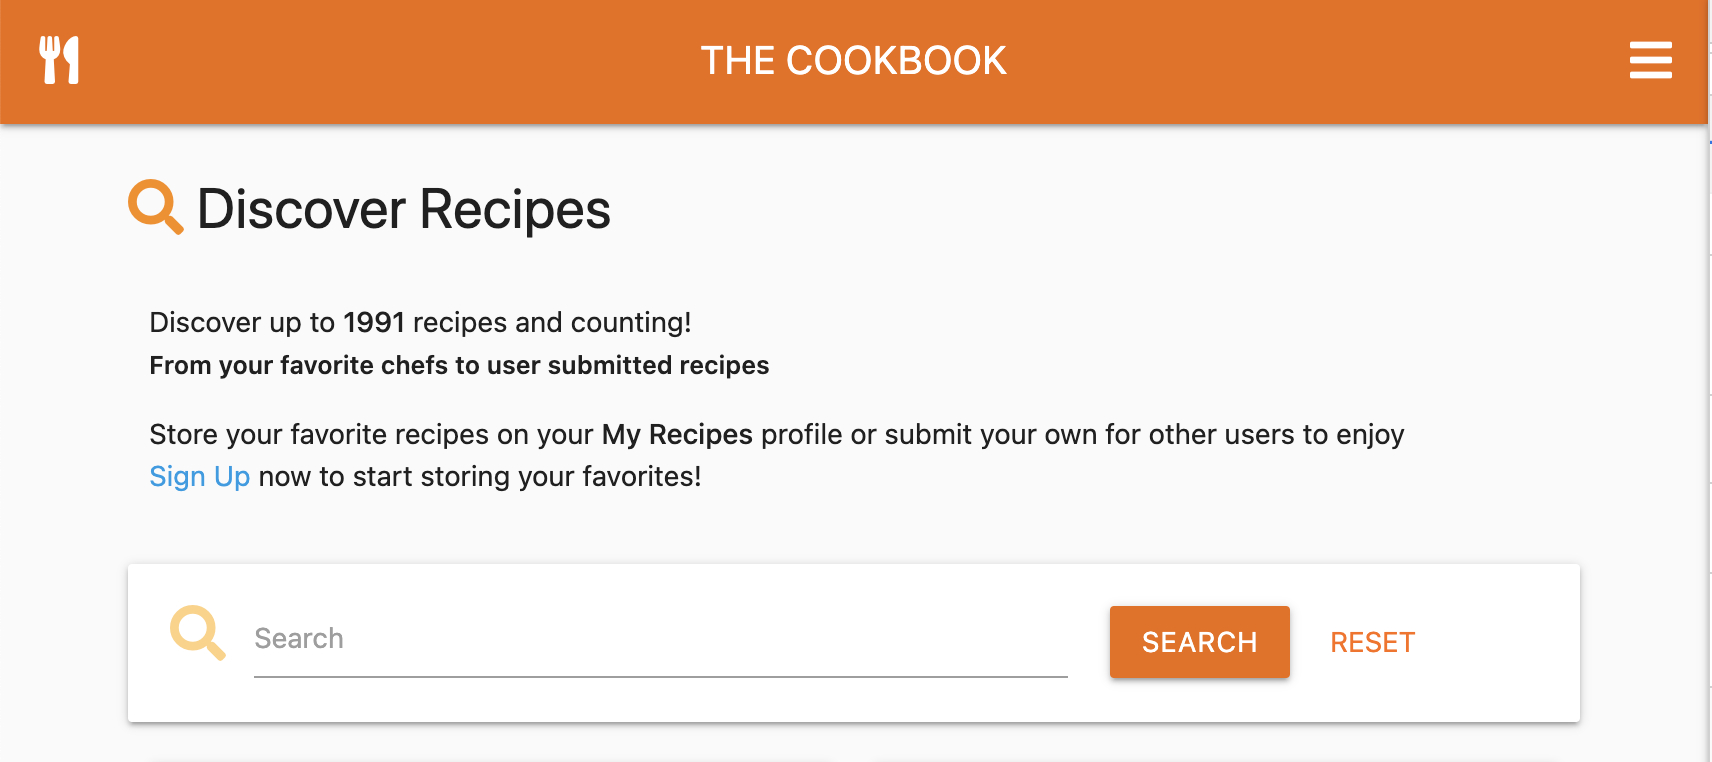 THE COOKBOOK
Discover Recipes
Discover up to 1991 recipes and counting!
From your favorite chefs to user submitted recipes
Store your favorite recipes on your My Recipes profile or submit your own for other users to enjoy
Sign Up now to start storing your favorites!
Search
SEARCH
RESET